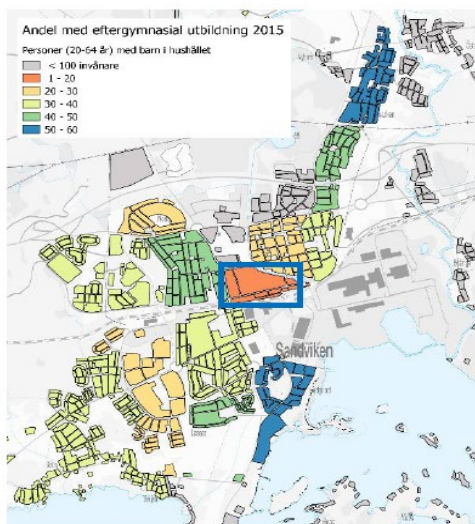 Andel med eftergymnasial utbildning 2015
Personer (20-64 år) med barn i hushållet
< 100 invånare
1 - 20
20 - 30
30 - 40
40 - 50
50 - 60
Sandviken